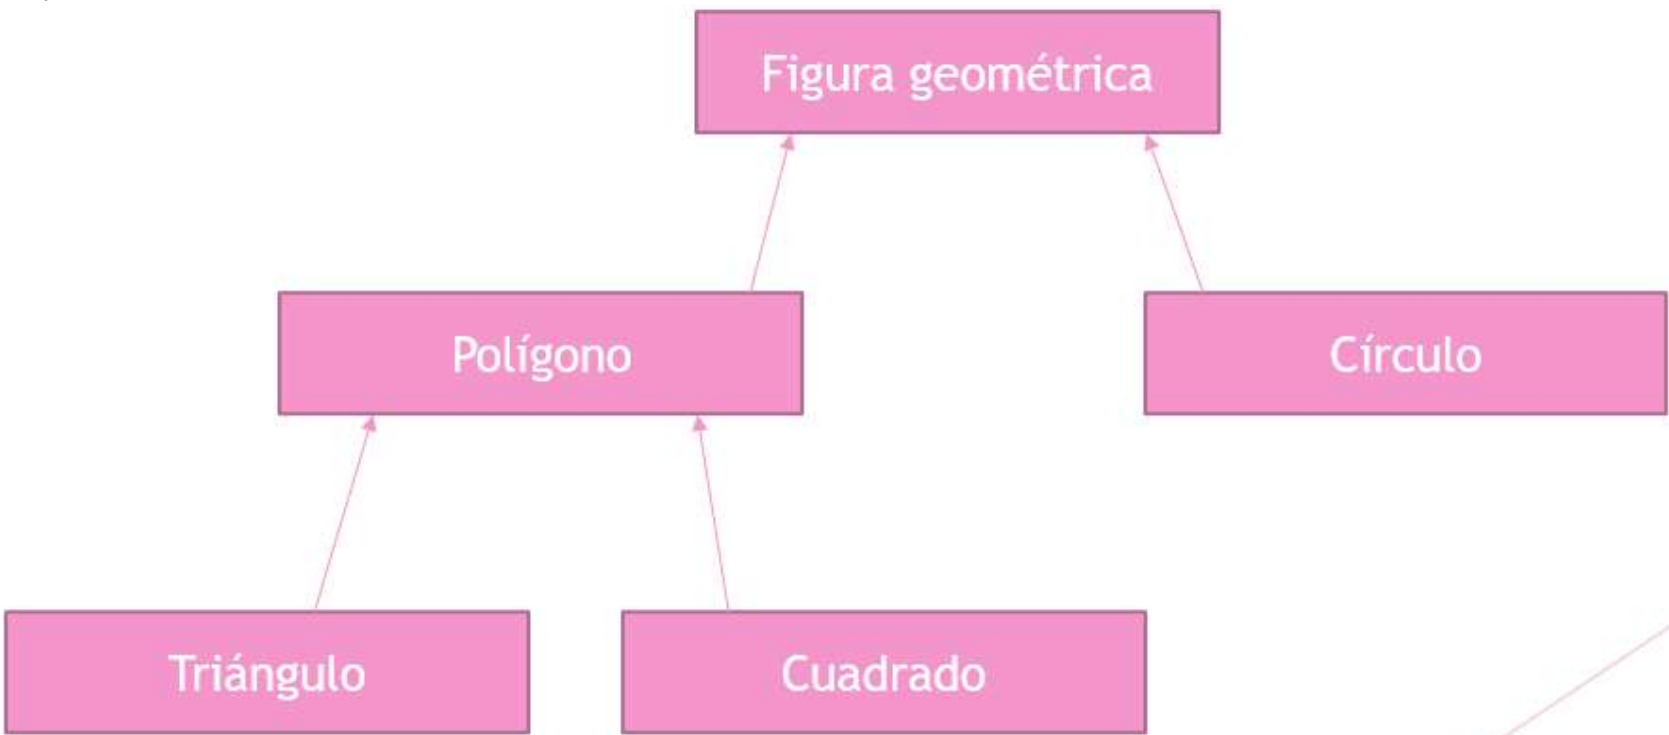 Figura geométrica
Polígono
Círculo
Triángulo
Cuadrado